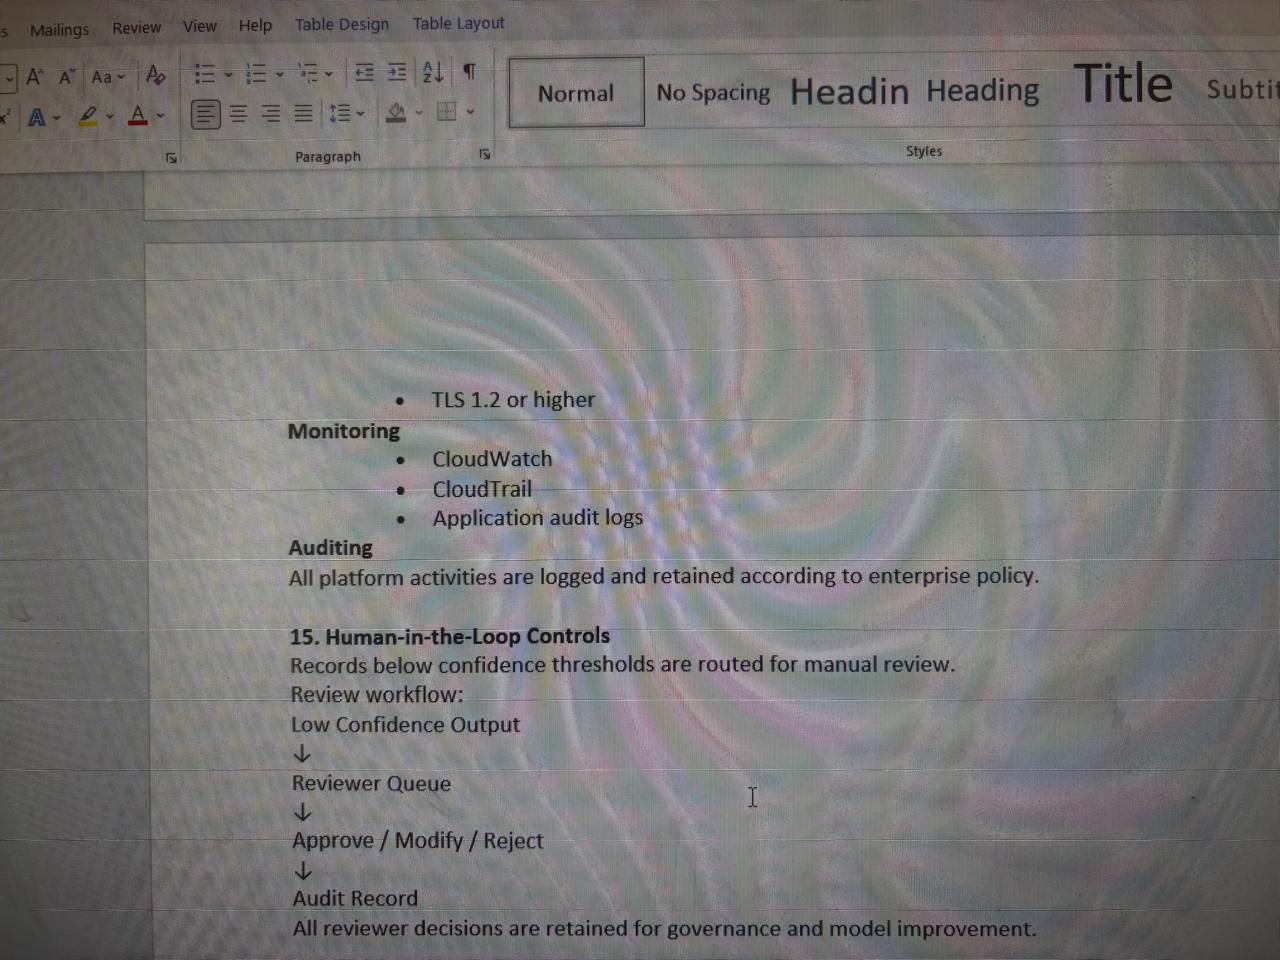 Mailings Review View Help Table Design Table Layout
Aa
Normal No Spacing Headin Heading Title Subtit
Paragraph Styles
• TLS 1.2 or higher
Monitoring
• CloudWatch
• CloudTrail
• Application audit logs
Auditing
All platform activities are logged and retained according to enterprise policy.
15. Human-in-the-Loop Controls
Records below confidence thresholds are routed for manual review.
Review workflow:
Low Confidence Output
↓
Reviewer Queue
↓
Approve / Modify / Reject
↓
Audit Record
All reviewer decisions are retained for governance and model improvement.